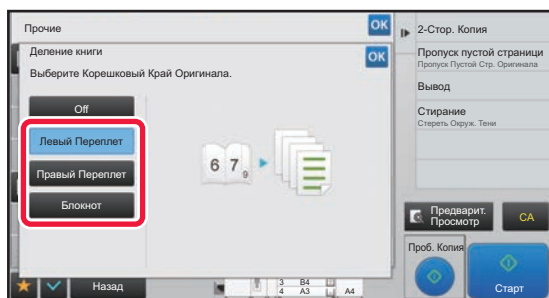 Прочие
OK
Деление книги
OK
Выберите Корешковый Край Оригинала.
Off
Левый Переплет
Правый Переплет
Блокнот
6 7 9
2-Стор. Копия
Пропуск пустой страници
Пропуск Пустой Стр. Оригинала
Вывод
Стирание
Стереть Окруж. Тени
Предварит.
Просмотр
CA
Проб. Копия
Старт
Назад
3 B4
4 A3
A4